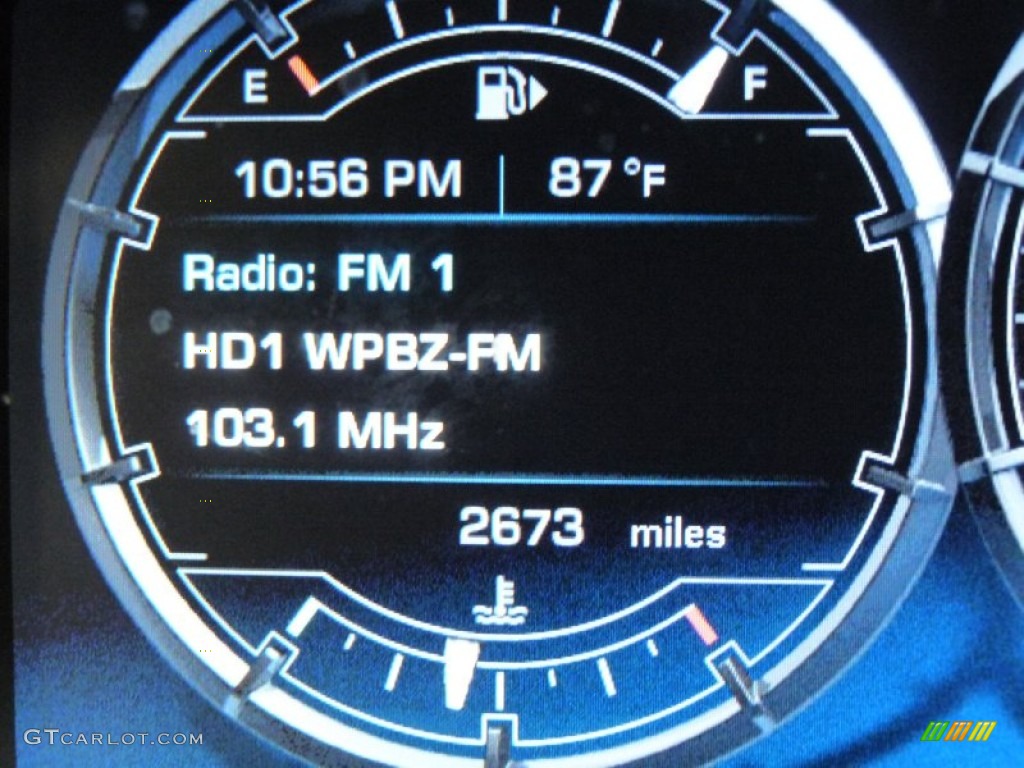 E F
10:56 PM 87 °F
Radio: FM 1
HD1 WPBZ-FM
103.1 MHz
2673 miles
GTcarlot.com